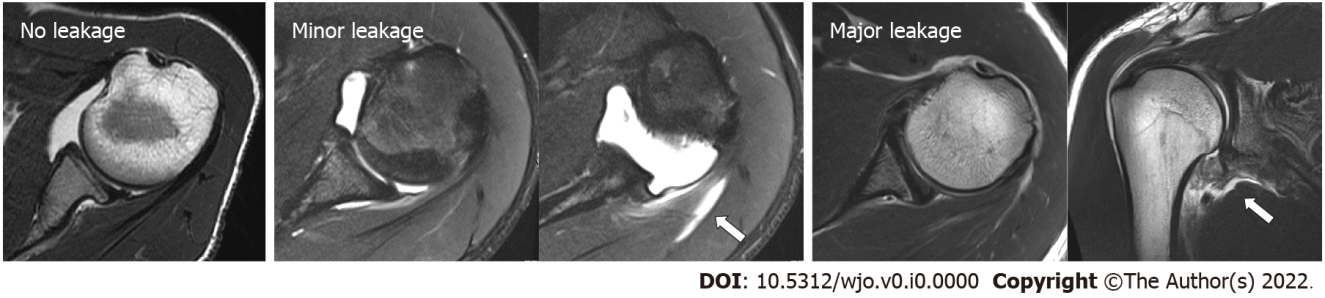 No leakage
Minor leakage
Major leakage
DOI: 10.5312/wjo.v0.i0.0000 Copyright ©The Author(s) 2022.